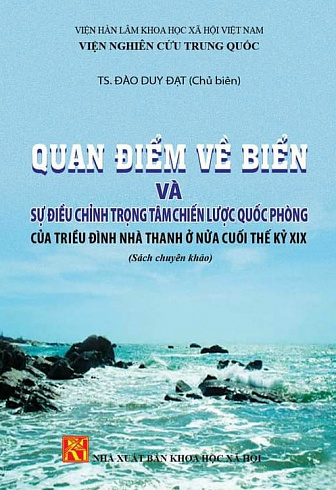 VIỆN HÀN LÂM KHOA HỌC XÃ HỘI VIỆT NAM
VIỆN NGHIÊN CỨU TRUNG QUỐC
TS. ĐÀO DUY ĐẠT (Chủ biên)
QUAN ĐIỂM VỀ BIỂN
VÀ
SỰ ĐIỀU CHỈNH TRỌNG TÂM CHIẾN LƯỢC QUỐC PHÒNG
CỦA TRIỀU ĐÌNH NHÀ THANH Ở NỬA CUỐI THẾ KỶ XIX
(Sách chuyên khảo)
NHÀ XUẤT BẢN KHOA HỌC XÃ HỘI